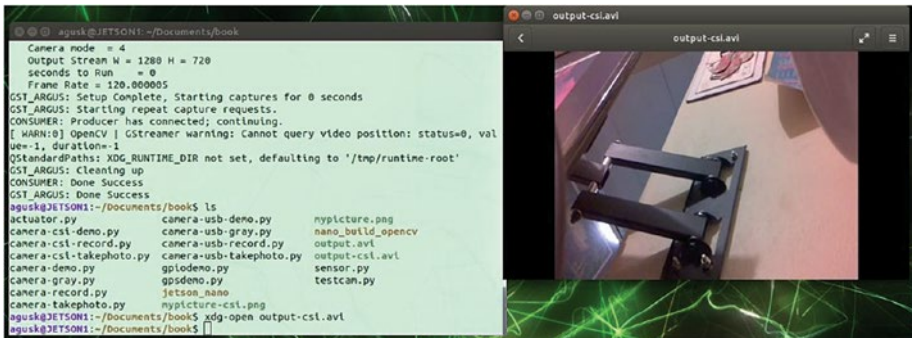 agusk@JETSON1: ~/Documents/book
Camera mode = 4
Output Stream W = 1280 H = 720
seconds to Run = 0
Frame Rate = 120.000005
GST_ARGUS: Setup Complete, Starting captures for 0 seconds
GST_ARGUS: Starting repeat capture requests.
CONSUMER: Producer has connected; continuing.
[ WARN:0] OpenCV | GStreamer warning: Cannot query video position: status=0, val
ue=-1, duration=-1
QStandardPaths: XDG_RUNTIME_DIR not set, defaulting to '/tmp/runtime-root'
GST_ARGUS: Cleaning up
CONSUMER: Done Success
GST_ARGUS: Done Success
agusk@JETSON1:~/Documents/book$ ls
actuator.py camera-usb-demo.py mypicture.png
camera-csi-demo.py camera-usb-gray.py nano_build_opencv
camera-csi-record.py camera-usb-record.py output.avi
camera-csi-takephoto.py camera-usb-takephoto.py output-csi.avi
camera-demo.py gpiodemo.py sensor.py
camera-gray.py gpsdemo.py testcam.py
camera-record.py jetson_nano
camera-takephoto.py mypicture-csi.png
agusk@JETSON1:~/Documents/book$ xdg-open output-csi.avi
agusk@JETSON1:~/Documents/book$
output-csi.avi
output-csi.avi